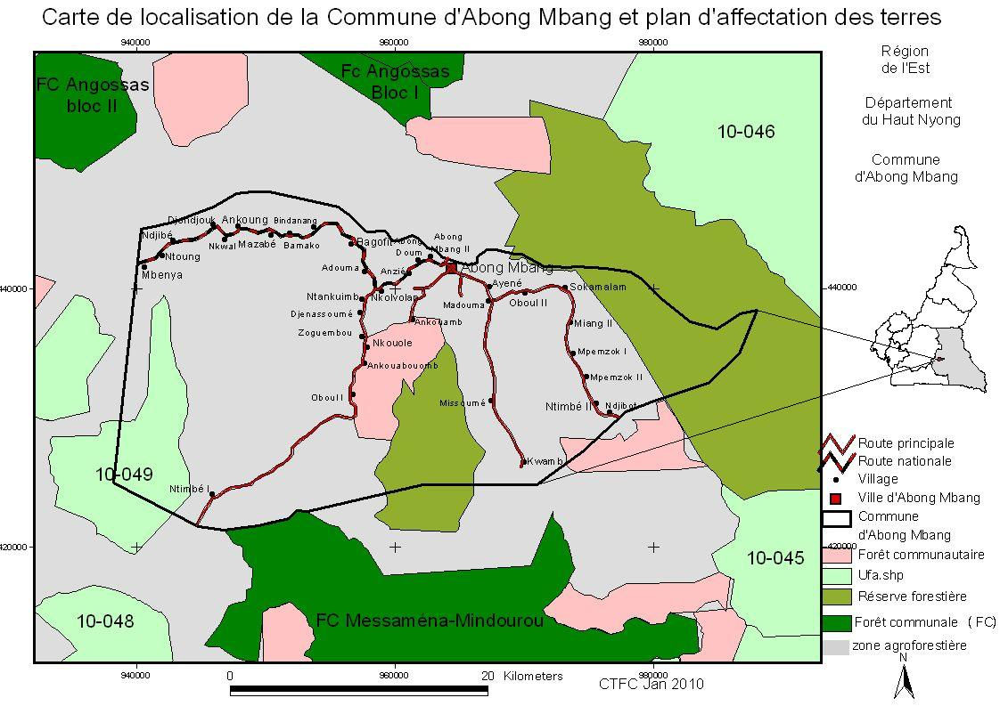 Carte de localisation de la Commune d'Abong Mbang et plan d'affectation des terres
940000
960000
980000
Région
de l'Est
Département
du Haut Nyong
Commune
d'Abong Mbang
FC Angossas
bloc II
Fc Angossas
Bloc I
10-046
Djondjouk
Ankoung
Bindanang
Ndjibé
Nkwal
Mazabé
Bamako
Bagofit
Abong
Doum
Abong
Mbang II
Ntoung
Mbenya
Adouma
Anzié
Abong Mbang
440000
Ntankuimb
Nkolvolan
Ayené
Sokamalam
440000
Djenassoumé
Madouma
Oboul II
Zoguembou
Ankouamb
Miang II
Nkouole
Mpemzok I
Ankouabouomb
Mpemzok II
Oboul I
Missoumé
Ntimbé II
Ndjibot
10-049
Kwamb
Ntimbé I
420000
420000
10-045
10-048
FC Messaména-Mindourou
Route principale
Route nationale
Village
Ville d'Abong Mbang
Commune
d'Abong Mbang
Forêt communautaire
Ufa.shp
Réserve forestière
Forêt communale ( FC)
zone agroforestière
N
940000
960000
980000
0
20
Kilometers
CTFC Jan 2010